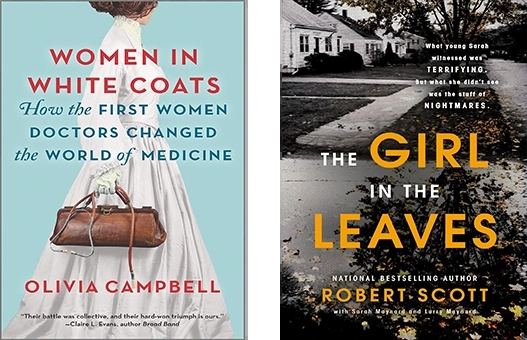 WOMEN IN
WHITE COATS
How the FIRST WOMEN
DOCTORS CHANGED
the WORLD of MEDICINE
OLIVIA CAMPBELL
"Their battle was collective, and their hard-won triumph is ours."
—Claire L. Evans, author Broad Band
What young Sarah
witnessed was
TERRIFYING.
But what she didn't see
was the stuff of
NIGHTMARES.
THE GIRL
IN THE
LEAVES
NATIONAL BESTSELLING AUTHOR
ROBERT SCOTT
with Sarah Maynard and Larry Maynard